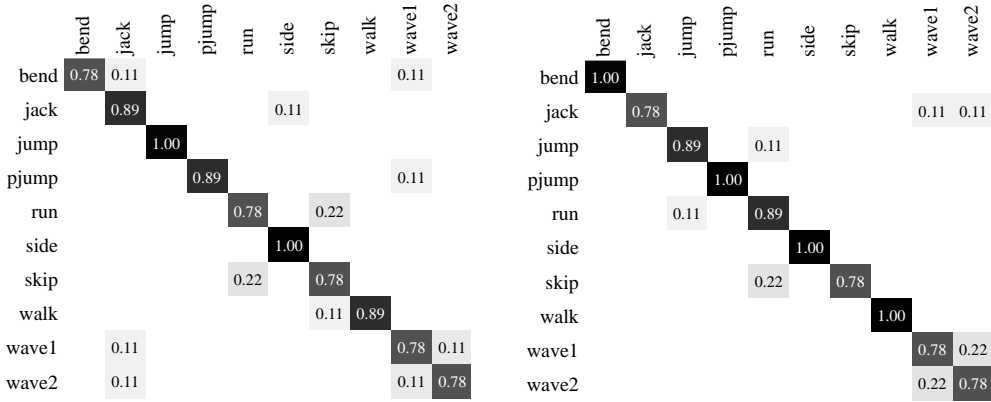 bend jack jump pjump run side skip walk wave1 wave2
bend 0.78 0.11 0.11
jack 0.89 0.11
jump 1.00
pjump 0.89 0.11
run 0.78 0.22
side 1.00
skip 0.22 0.78
walk 0.11 0.89
wave1 0.11 0.78 0.11
wave2 0.11 0.11 0.78
bend jack jump pjump run side skip walk wave1 wave2
bend 1.00
jack 0.78 0.11 0.11
jump 0.89 0.11
pjump 1.00
run 0.11 0.89
side 1.00
skip 0.22 0.78
walk 1.00
wave1 0.78 0.22
wave2 0.22 0.78